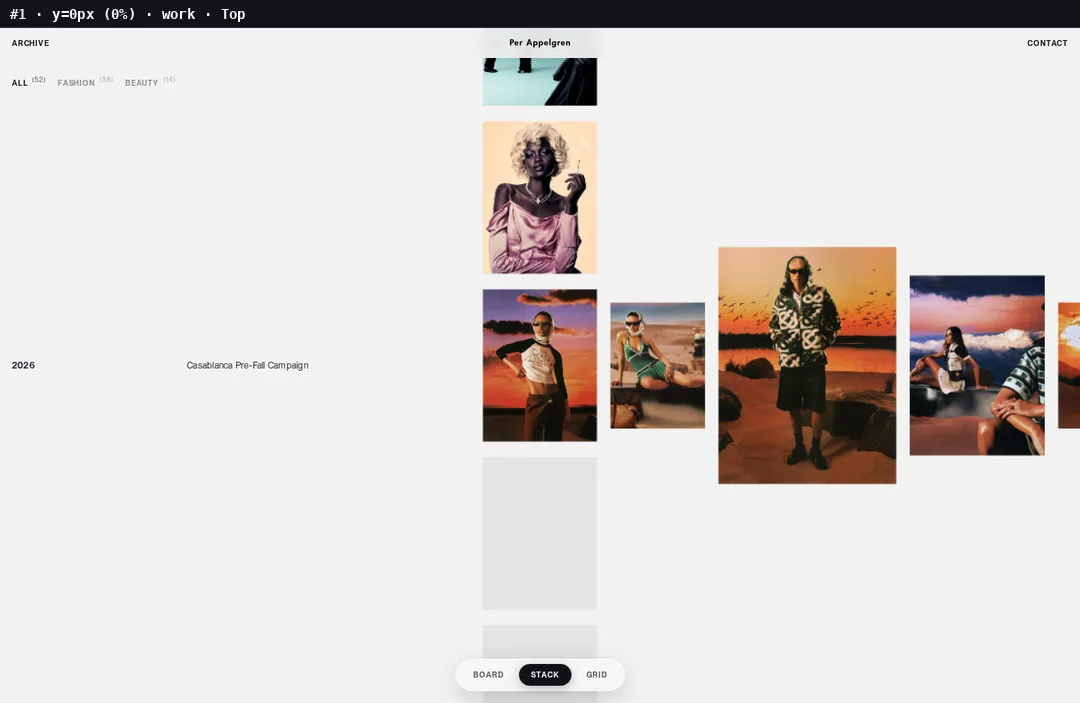 #1 · y=0px (0%) · work · Top
ARCHIVE
Per Appelgren
CONTACT
ALL (52) FASHION (38) BEAUTY (14)
2026
Casablanca Pre-Fall Campaign
BOARD STACK GRID